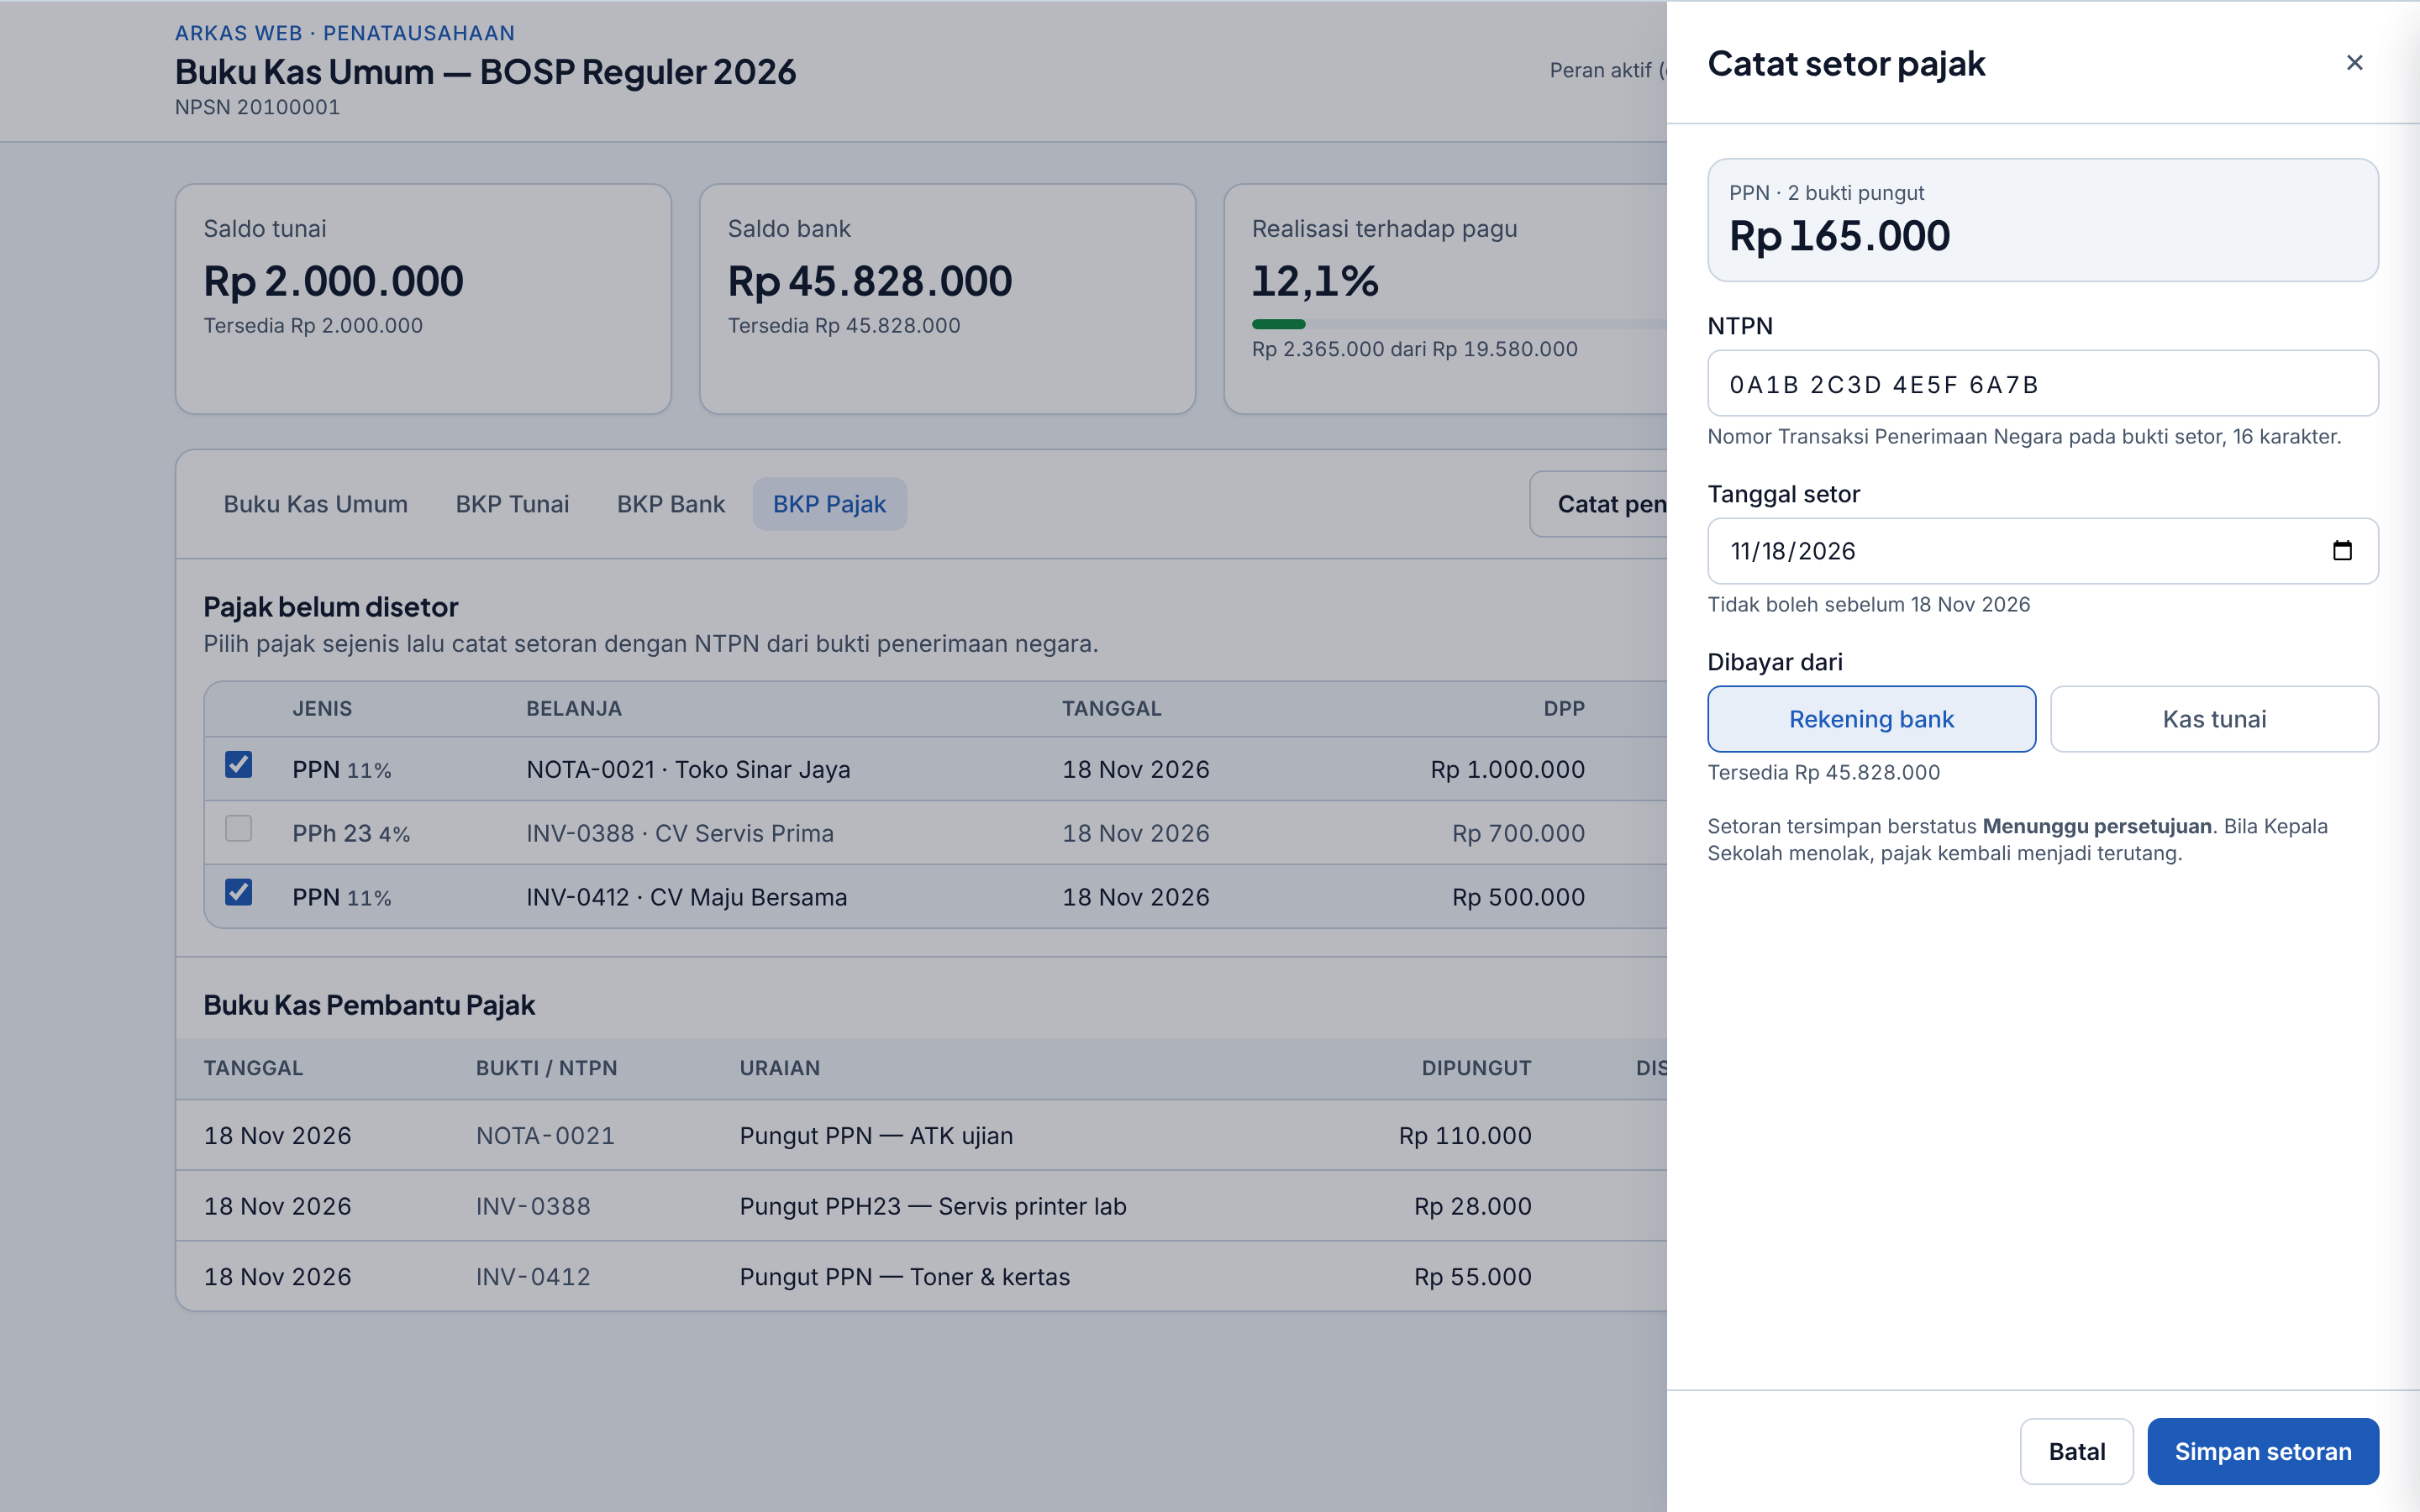 ARKAS WEB · PENATAUSAHAAN
Buku Kas Umum — BOSP Reguler 2026
NPSN 20100001
Peran aktif
Saldo tunai
Rp 2.000.000
Tersedia Rp 2.000.000
Saldo bank
Rp 45.828.000
Tersedia Rp 45.828.000
Realisasi terhadap pagu
12,1%
Rp 2.365.000 dari Rp 19.580.000
Buku Kas Umum BKP Tunai BKP Bank BKP Pajak Catat pen
Pajak belum disetor
Pilih pajak sejenis lalu catat setoran dengan NTPN dari bukti penerimaan negara.
JENIS BELANJA TANGGAL DPP
PPN 11% NOTA-0021 · Toko Sinar Jaya 18 Nov 2026 Rp 1.000.000
PPh 23 4% INV-0388 · CV Servis Prima 18 Nov 2026 Rp 700.000
PPN 11% INV-0412 · CV Maju Bersama 18 Nov 2026 Rp 500.000
Buku Kas Pembantu Pajak
TANGGAL BUKTI / NTPN URAIAN DIPUNGUT DIS
18 Nov 2026 NOTA-0021 Pungut PPN — ATK ujian Rp 110.000
18 Nov 2026 INV-0388 Pungut PPH23 — Servis printer lab Rp 28.000
18 Nov 2026 INV-0412 Pungut PPN — Toner & kertas Rp 55.000
Catat setor pajak
PPN · 2 bukti pungut
Rp 165.000
NTPN
0A1B 2C3D 4E5F 6A7B
Nomor Transaksi Penerimaan Negara pada bukti setor, 16 karakter.
Tanggal setor
11/18/2026
Tidak boleh sebelum 18 Nov 2026
Dibayar dari
Rekening bank Kas tunai
Tersedia Rp 45.828.000
Setoran tersimpan berstatus Menunggu persetujuan. Bila Kepala
Sekolah menolak, pajak kembali menjadi terutang.
Batal Simpan setoran